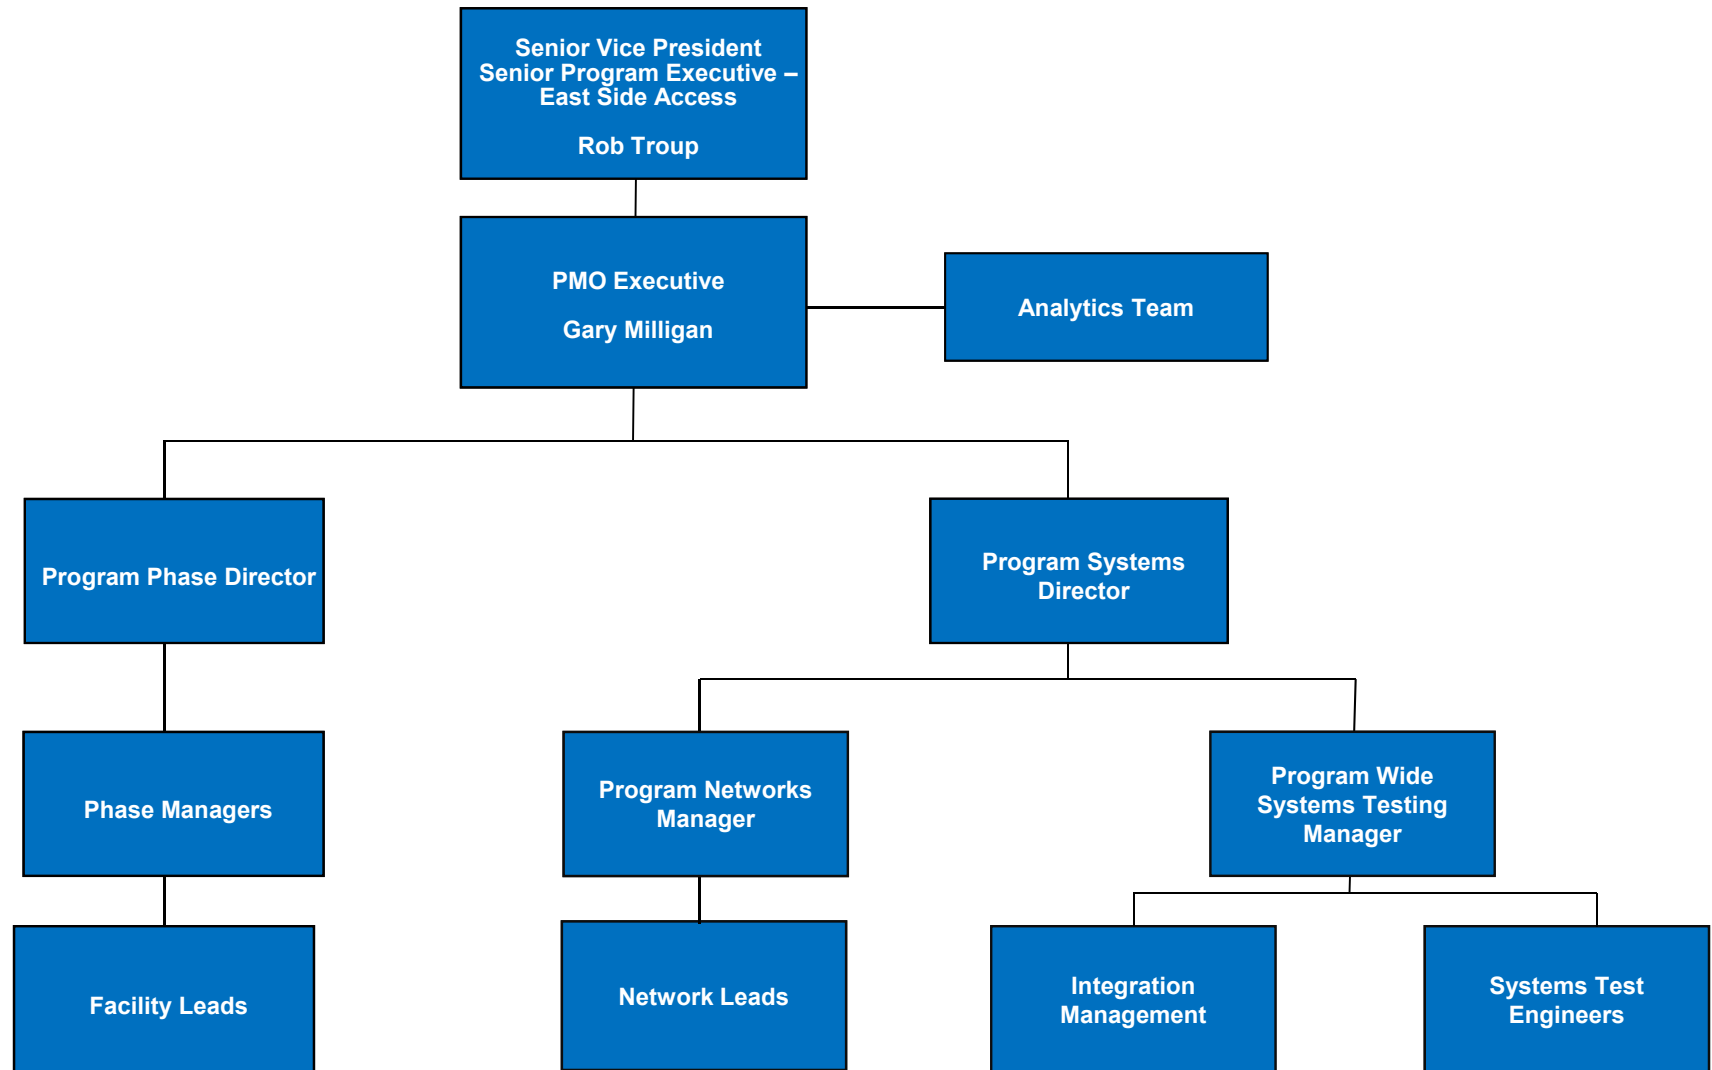 Senior Vice President
Senior Program Executive –
East Side Access
Rob Troup
PMO Executive
Gary Milligan
Analytics Team
Program Phase Director
Program Systems
Director
Phase Managers
Program Networks
Manager
Program Wide
Systems Testing
Manager
Facility Leads
Network Leads
Integration
Management
Systems Test
Engineers